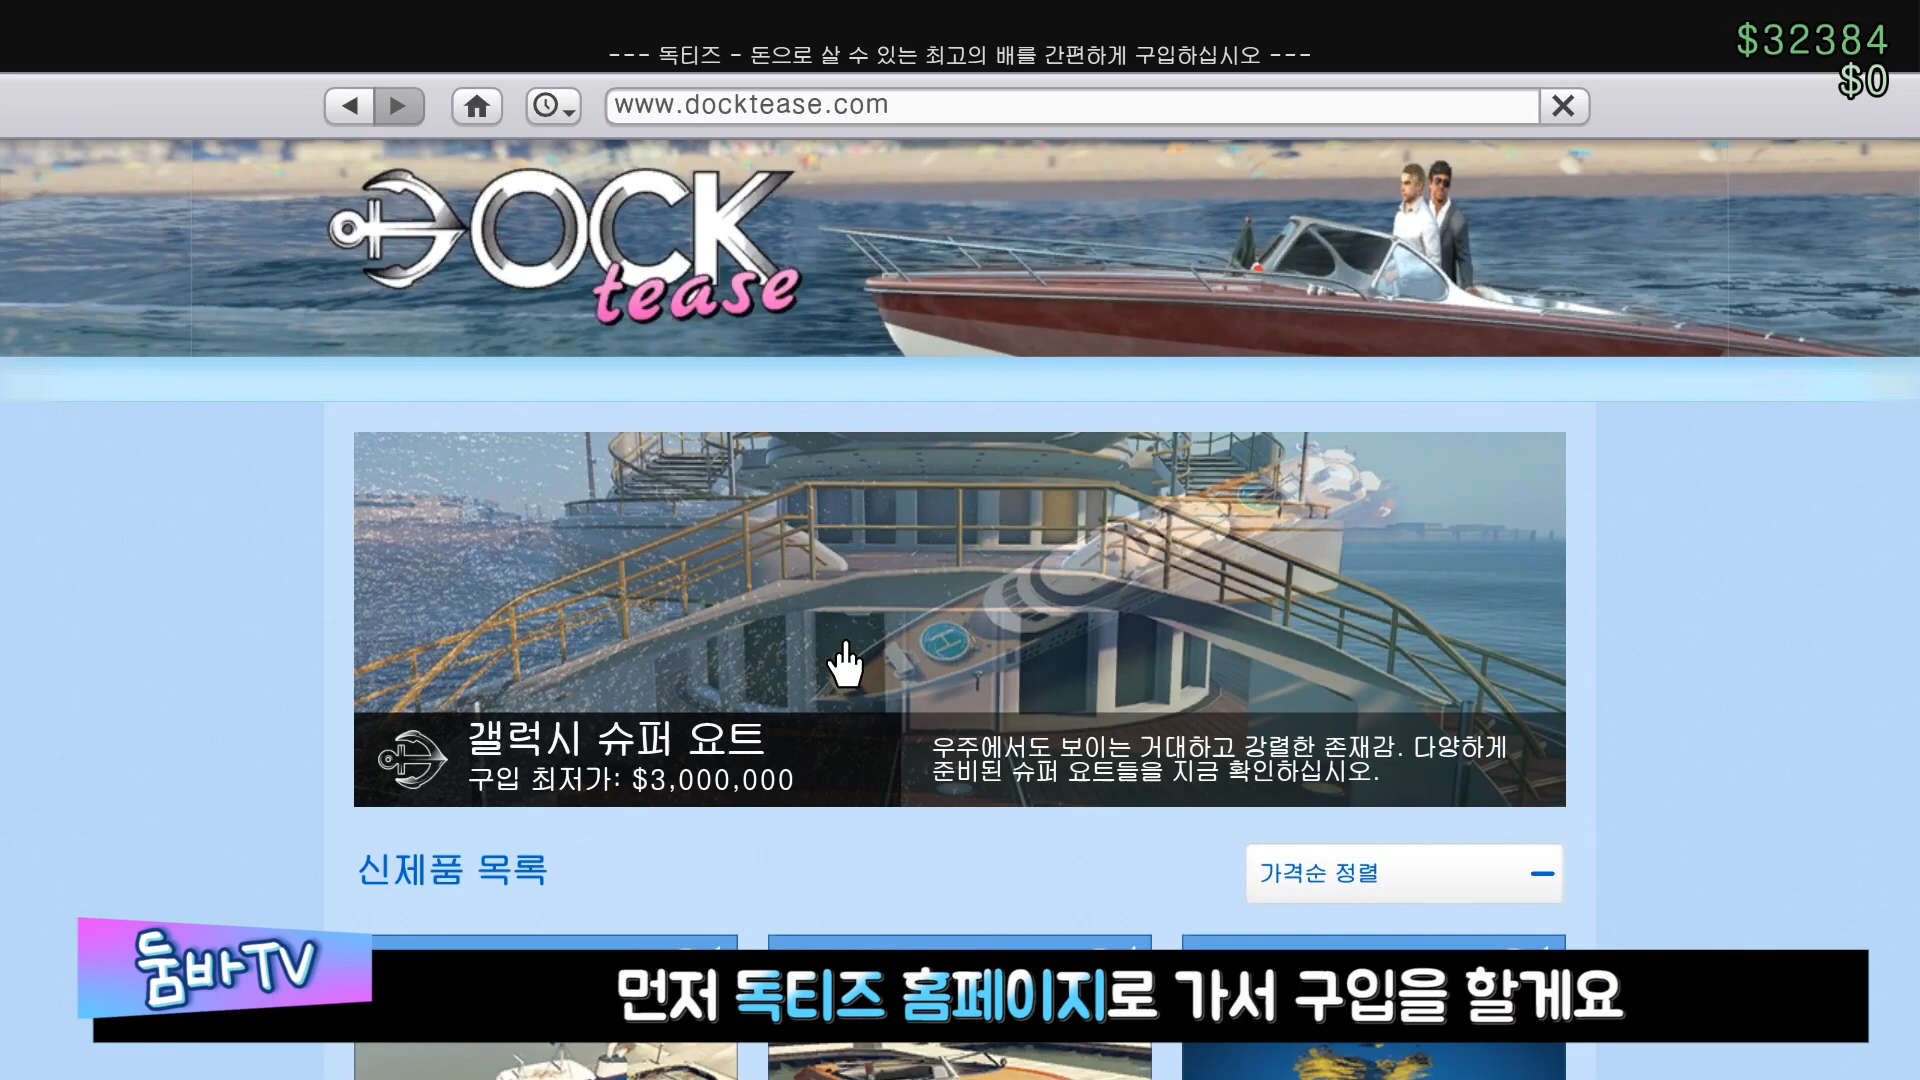 --- 독티즈 - 돈으로 살 수 있는 최고의 배를 간편하게 구입하십시오 ---
$32384
$0
www.docktease.com
DOCK
tease
갤럭시 슈퍼 요트
구입 최저가: $3,000,000
우주에서도 보이는 거대하고 강렬한 존재감. 다양하게
준비된 슈퍼 요트들을 지금 확인하십시오.
신제품 목록
가격순 정렬
둠바TV
먼저 독티즈 홈페이지로 가서 구입을 할게요